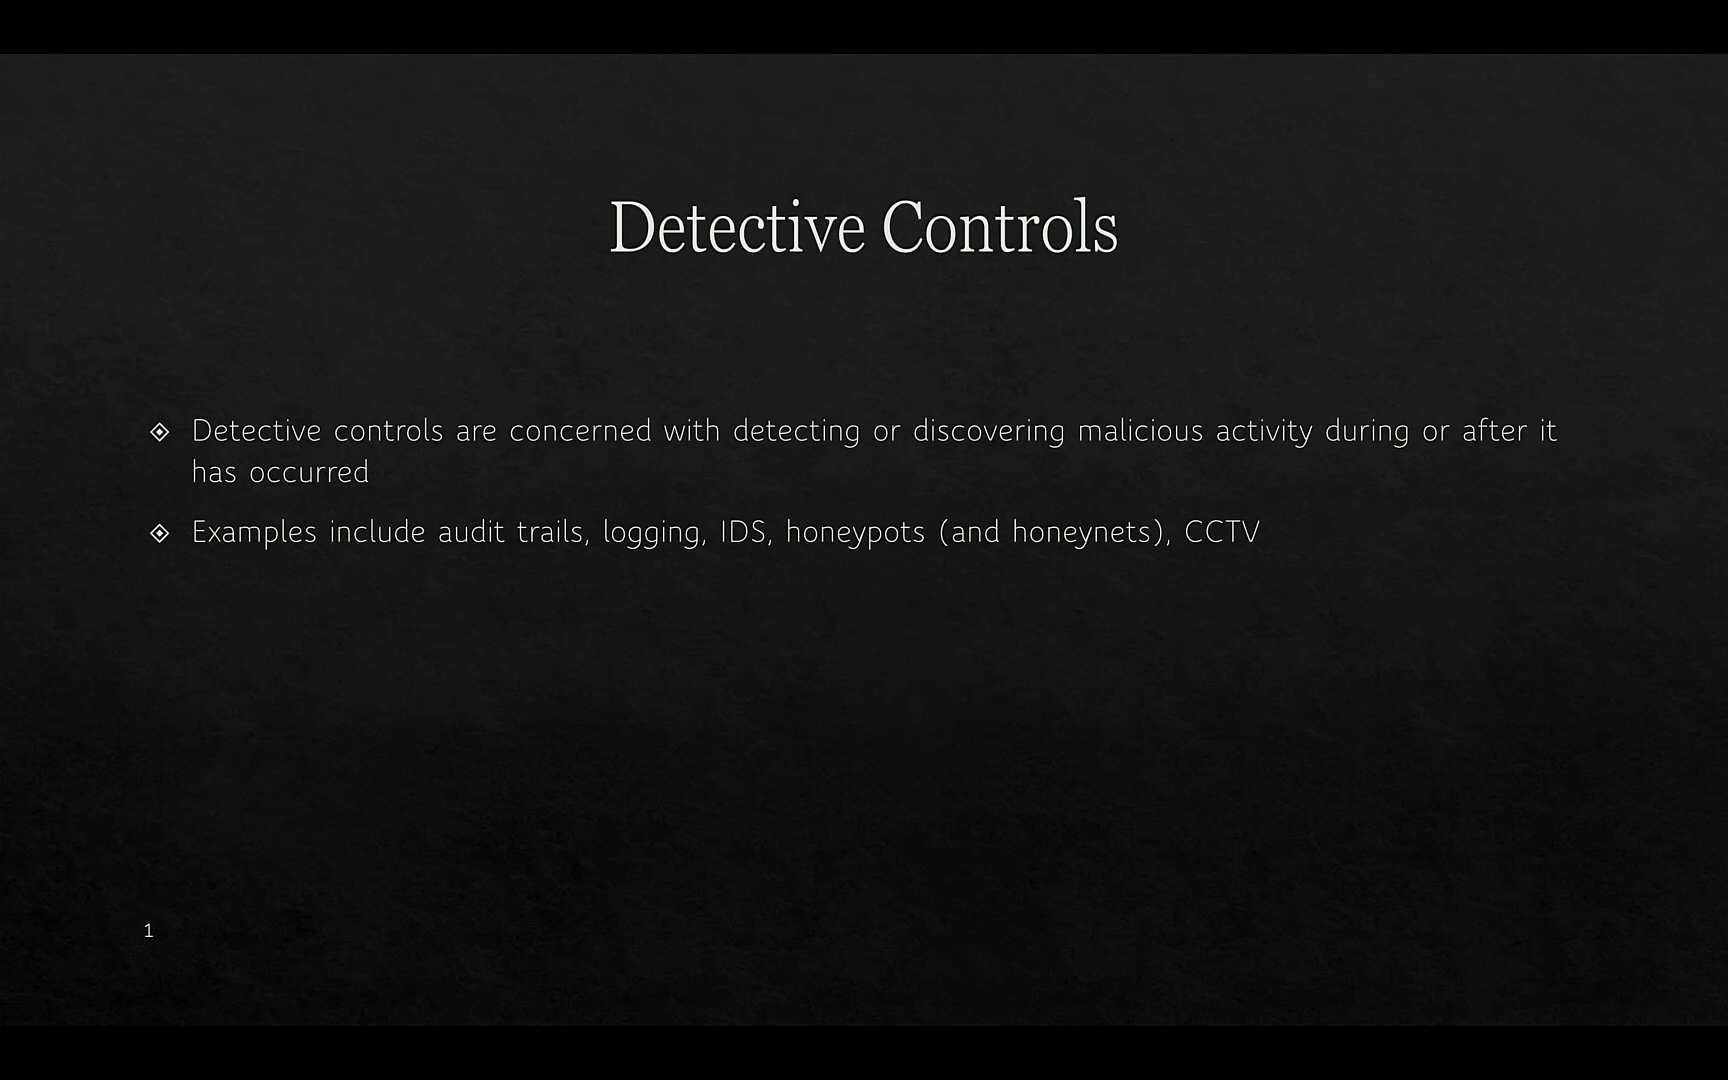 Detective Controls
Detective controls are concerned with detecting or discovering malicious activity during or after it
has occurred
Examples include audit trails, logging, IDS, honeypots (and honeynets), CCTV
1